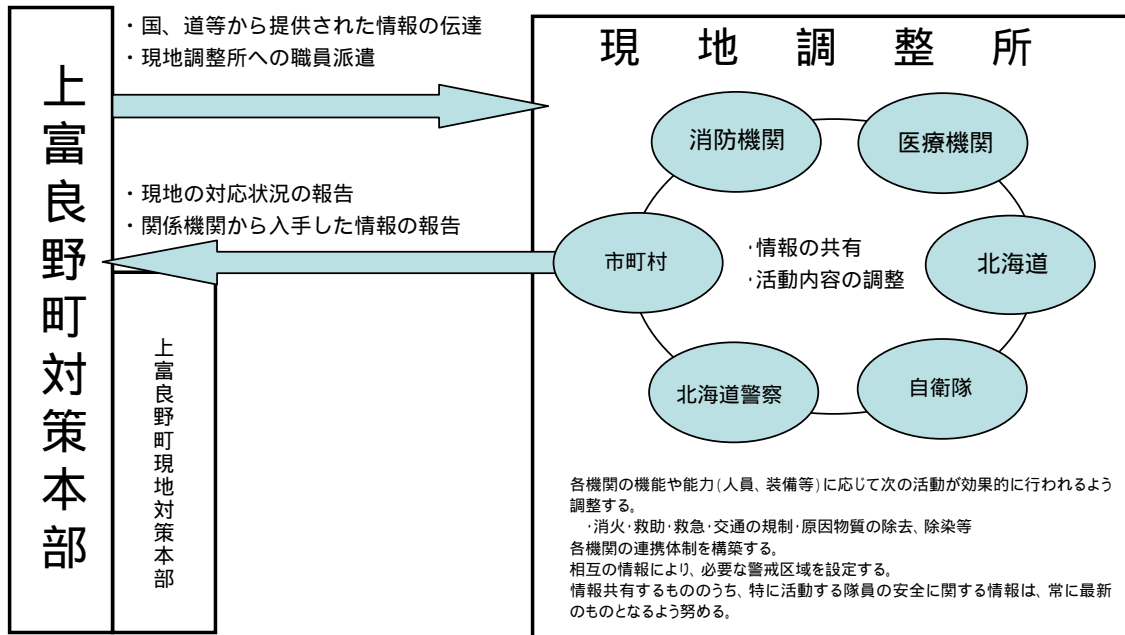 ・国、道等から提供された情報の伝達
・現地調整所への職員派遣
上富良野町対策本部
・現地の対応状況の報告
・関係機関から入手した情報の報告
上富良野町現地対策本部
現地調整所
消防機関
医療機関
市町村
・情報の共有
・活動内容の調整
北海道
北海道警察
自衛隊
各機関の機能や能力(人員、装備等)に応じて次の活動が効果的に行われるよう
調整する。
・消火・救助・救急・交通の規制・原因物質の除去、除染等
各機関の連携体制を構築する。
相互の情報により、必要な警戒区域を設定する。
情報共有するもののうち、特に活動する隊員の安全に関する情報は、常に最新
のものとなるよう努める。